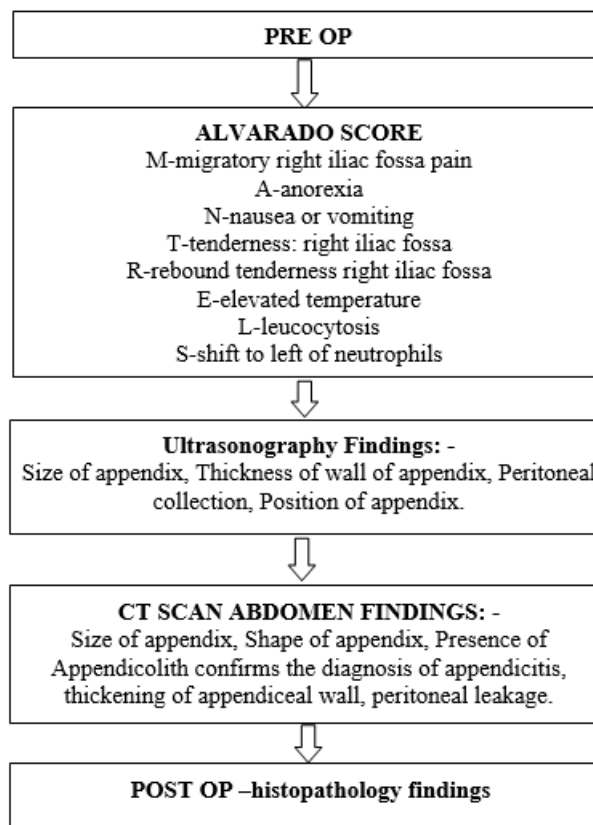 PRE OP
ALVARADO SCORE
M-migratory right iliac fossa pain
A-anorexia
N-nausea or vomiting
T-tenderness: right iliac fossa
R-rebound tenderness right iliac fossa
E-elevated temperature
L-leucocytosis
S-shift to left of neutrophils
Ultrasonography Findings: -
Size of appendix, Thickness of wall of appendix, Peritoneal
collection, Position of appendix.
CT SCAN ABDOMEN FINDINGS: -
Size of appendix, Shape of appendix, Presence of
Appendicolith confirms the diagnosis of appendicitis,
thickening of appendiceal wall, peritoneal leakage.
POST OP –histopathology findings